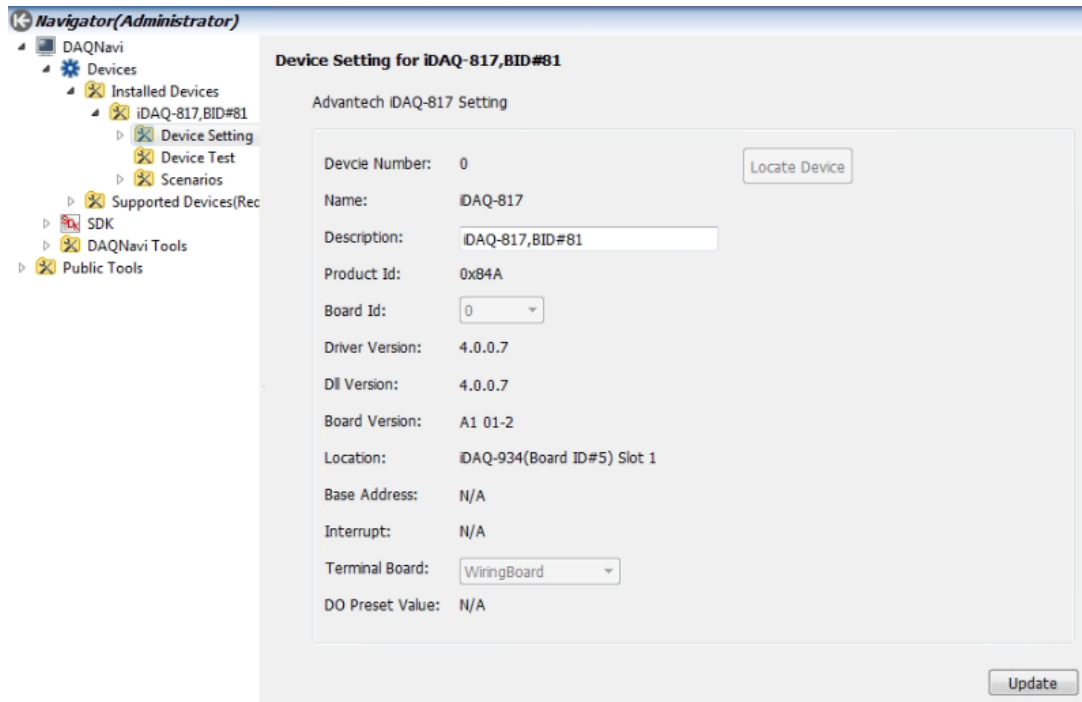 Navigator(Administrator)
DAQNavi
Devices
Installed Devices
iDAQ-817,BID#81
Device Setting
Device Test
Scenarios
Supported Devices(Rec
SDK
DAQNavi Tools
Public Tools
Device Setting for iDAQ-817,BID#81
Advantech iDAQ-817 Setting
Devcie Number: 0
Locate Device
Name: iDAQ-817
Description: iDAQ-817,BID#81
Product Id: 0x84A
Board Id: 0
Driver Version: 4.0.0.7
Dll Version: 4.0.0.7
Board Version: A1 01-2
Location: iDAQ-934(Board ID#5) Slot 1
Base Address: N/A
Interrupt: N/A
Terminal Board: WiringBoard
DO Preset Value: N/A
Update